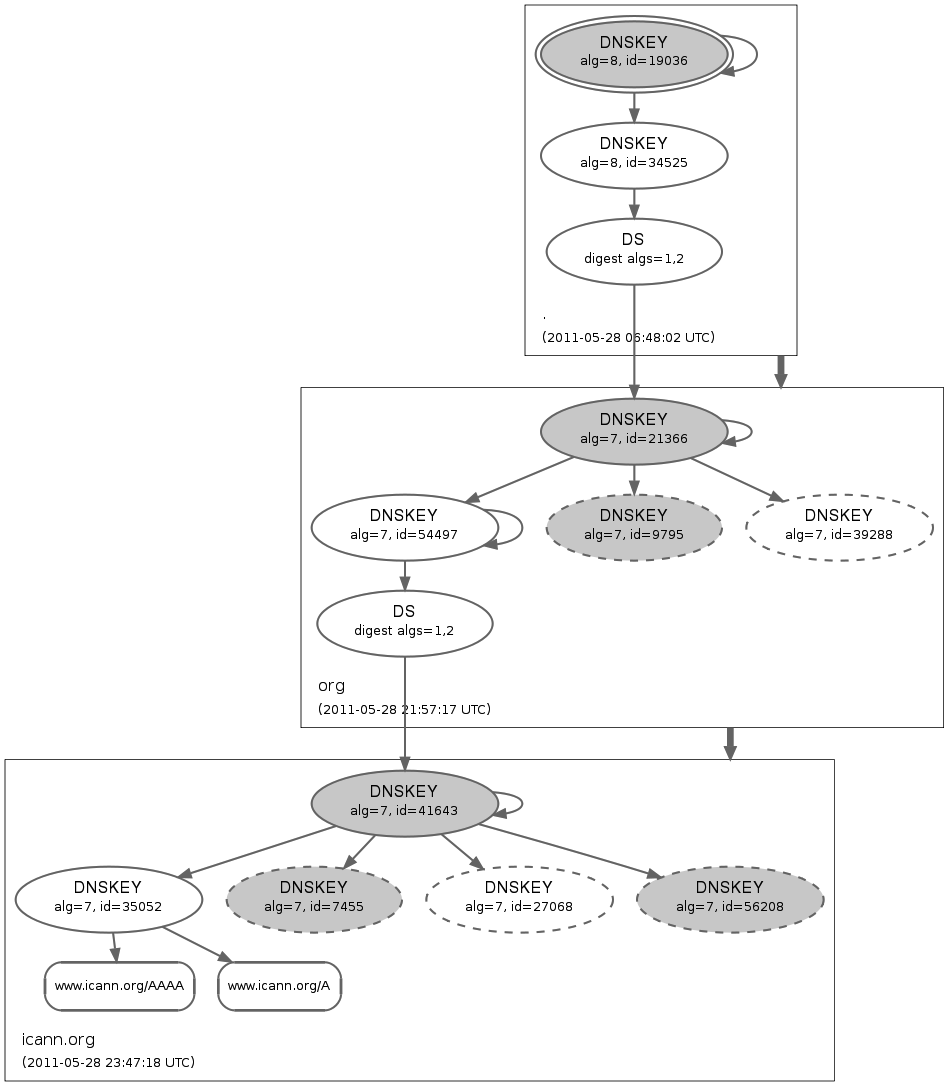 DNSKEY
alg=8, id=19036
DNSKEY
alg=8, id=34525
DS
digest algs=1,2
.
(2011-05-28 06:48:02 UTC)
DNSKEY
alg=7, id=21366
DNSKEY
alg=7, id=54497
DNSKEY
alg=7, id=9795
DNSKEY
alg=7, id=39288
DS
digest algs=1,2
org
(2011-05-28 21:57:17 UTC)
DNSKEY
alg=7, id=41643
DNSKEY
alg=7, id=35052
DNSKEY
alg=7, id=7455
DNSKEY
alg=7, id=27068
DNSKEY
alg=7, id=56208
www.icann.org/AAAA
www.icann.org/A
icann.org
(2011-05-28 23:47:18 UTC)